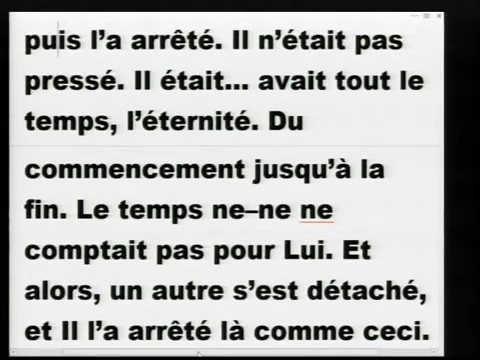 puis l’a arrêté. Il n’était pas
pressé. Il était... avait tout le
temps, l’éternité. Du
commencement jusqu’à la
fin. Le temps ne–ne ne
comptait pas pour Lui. Et
alors, un autre s’est détaché,
et Il l’a arrêté là comme ceci.